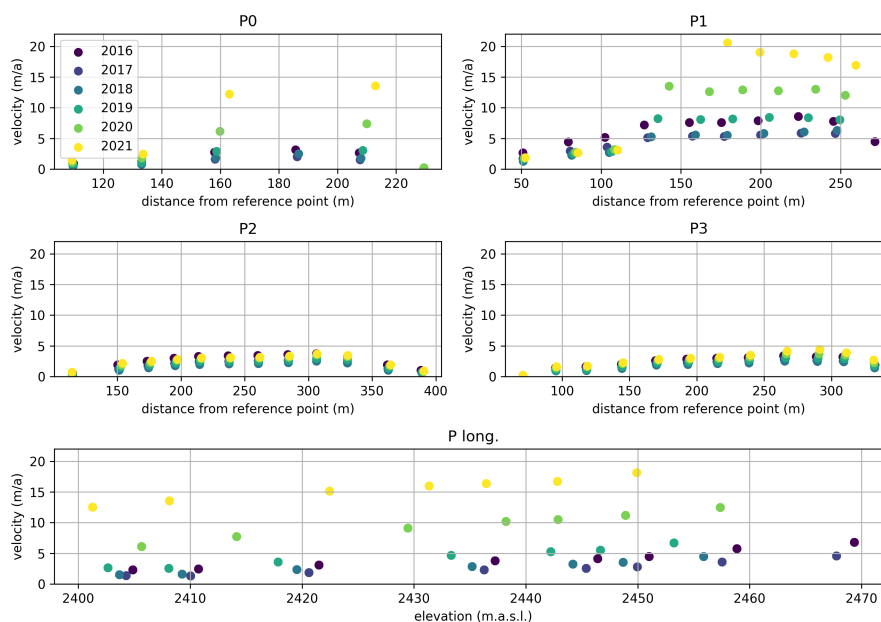 P0
20
15
10
5
0
velocity (m/a)
2016
2017
2018
2019
2020
2021
120 140 160 180 200 220
distance from reference point (m)
P1
20
15
10
5
0
velocity (m/a)
50 100 150 200 250
distance from reference point (m)
P2
20
15
10
5
0
velocity (m/a)
150 200 250 300 350 400
distance from reference point (m)
P3
20
15
10
5
0
velocity (m/a)
100 150 200 250 300
distance from reference point (m)
P long.
20
15
10
5
0
velocity (m/a)
2400 2410 2420 2430 2440 2450 2460 2470
elevation (m.a.s.l.)